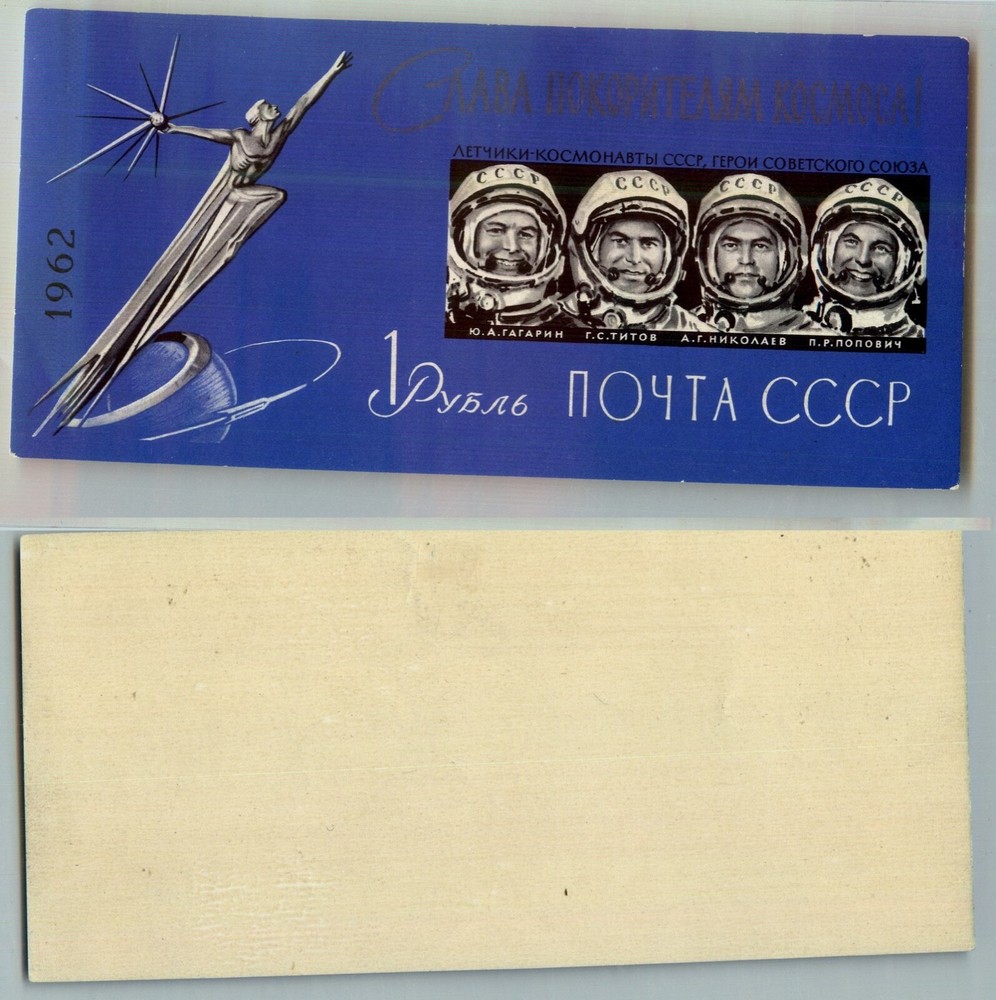 Слава покорителям космоса!
ЛЕТЧИКИ-КОСМОНАВТЫ СССР, ГЕРОИ СОВЕТСКОГО СОЮЗА
СССР СССР СССР СССР
Ю.А.ГАГАРИН Г.С.ТИТОВ А.Г.НИКОЛАЕВ П.Р.ПОПОВИЧ
1962
1 Рубль ПОЧТА СССР